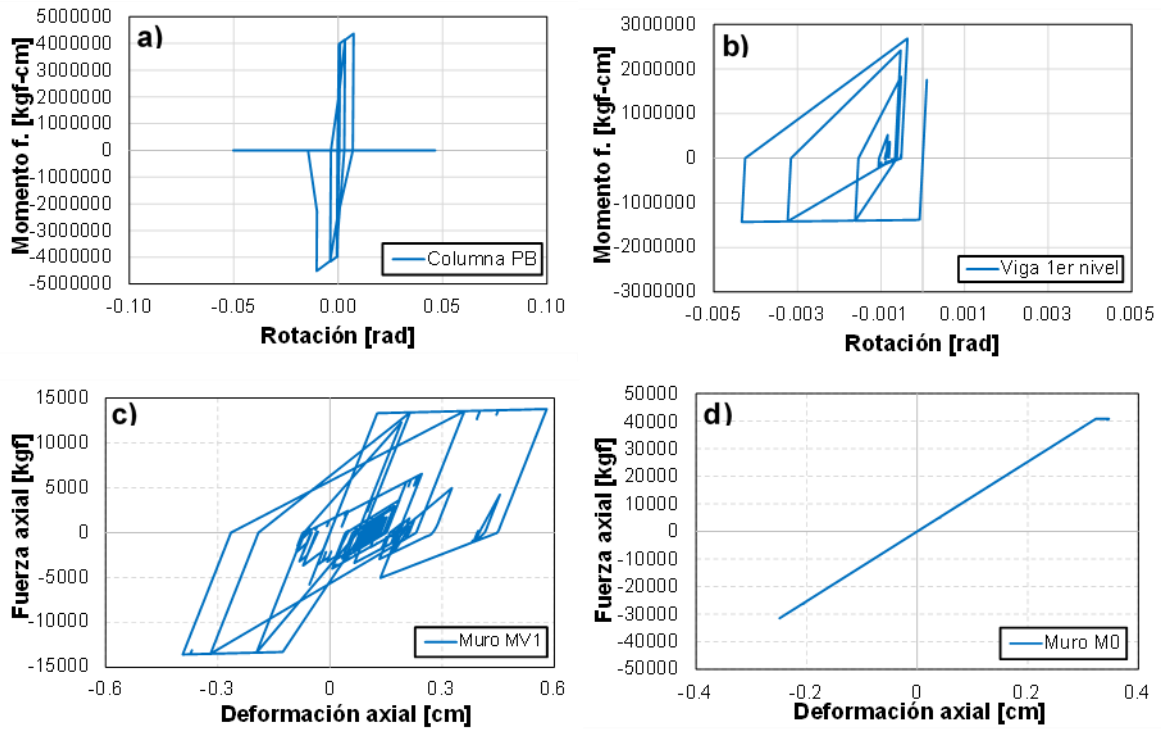 a)
Momento f. [kgf-cm]
5000000
4000000
3000000
2000000
1000000
0
-1000000
-2000000
-3000000
-4000000
-5000000
Columna PB
-0.10 -0.05 0.00 0.05 0.10
Rotación [rad]
b)
Momento f. [kgf-cm]
3000000
2000000
1000000
0
-1000000
-2000000
-3000000
Viga 1er nivel
-0.005 -0.003 -0.001 0.001 0.003 0.005
Rotación [rad]
c)
Fuerza axial [kgf]
15000
10000
5000
0
-5000
-10000
-15000
Muro MV1
-0.6 -0.3 0 0.3 0.6
Deformación axial [cm]
d)
Fuerza axial [kgf]
50000
40000
30000
20000
10000
0
-10000
-20000
-30000
-40000
-50000
Muro M0
-0.4 -0.2 0 0.2 0.4
Deformación axial [cm]